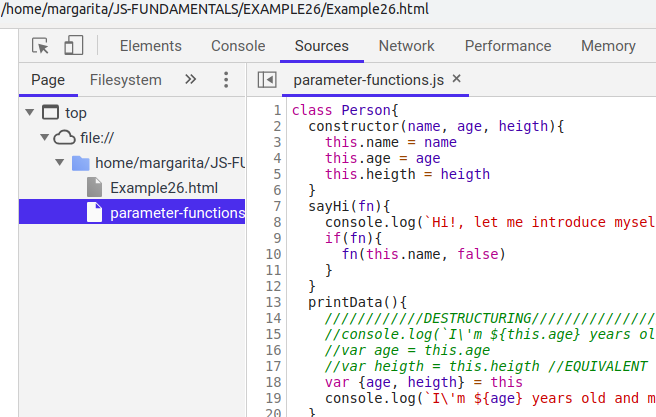 /home/margarita/JS-FUNDAMENTALS/EXAMPLE26/Example26.html
Elements Console Sources Network Performance Memory
Page Filesystem » parameter-functions.js ×
top
file://
home/margarita/JS-FU
Example26.html
parameter-functions
1 class Person{
2 constructor(name, age, heigth){
3 this.name = name
4 this.age = age
5 this.heigth = heigth
6 }
7 sayHi(fn){
8 console.log(`Hi!, let me introduce mysel
9 if(fn){
10 fn(this.name, false)
11 }
12 }
13 printData(){
14 ////////////DESTRUCTURING///////////////
15 //console.log(`I\'m ${this.age} years ol
16 //var age = this.age
17 //var heigth = this.heigth //EQUIVALENT
18 var {age, heigth} = this
19 console.log(`I\'m ${age} years old and m
20 }